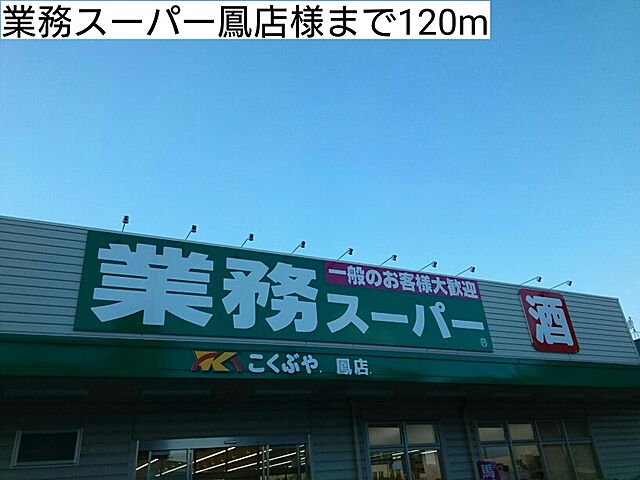 業務スーパー鳳店様まで120m
一般のお客様大歓迎
業務スーパー
酒
こくぶや 鳳店
馬